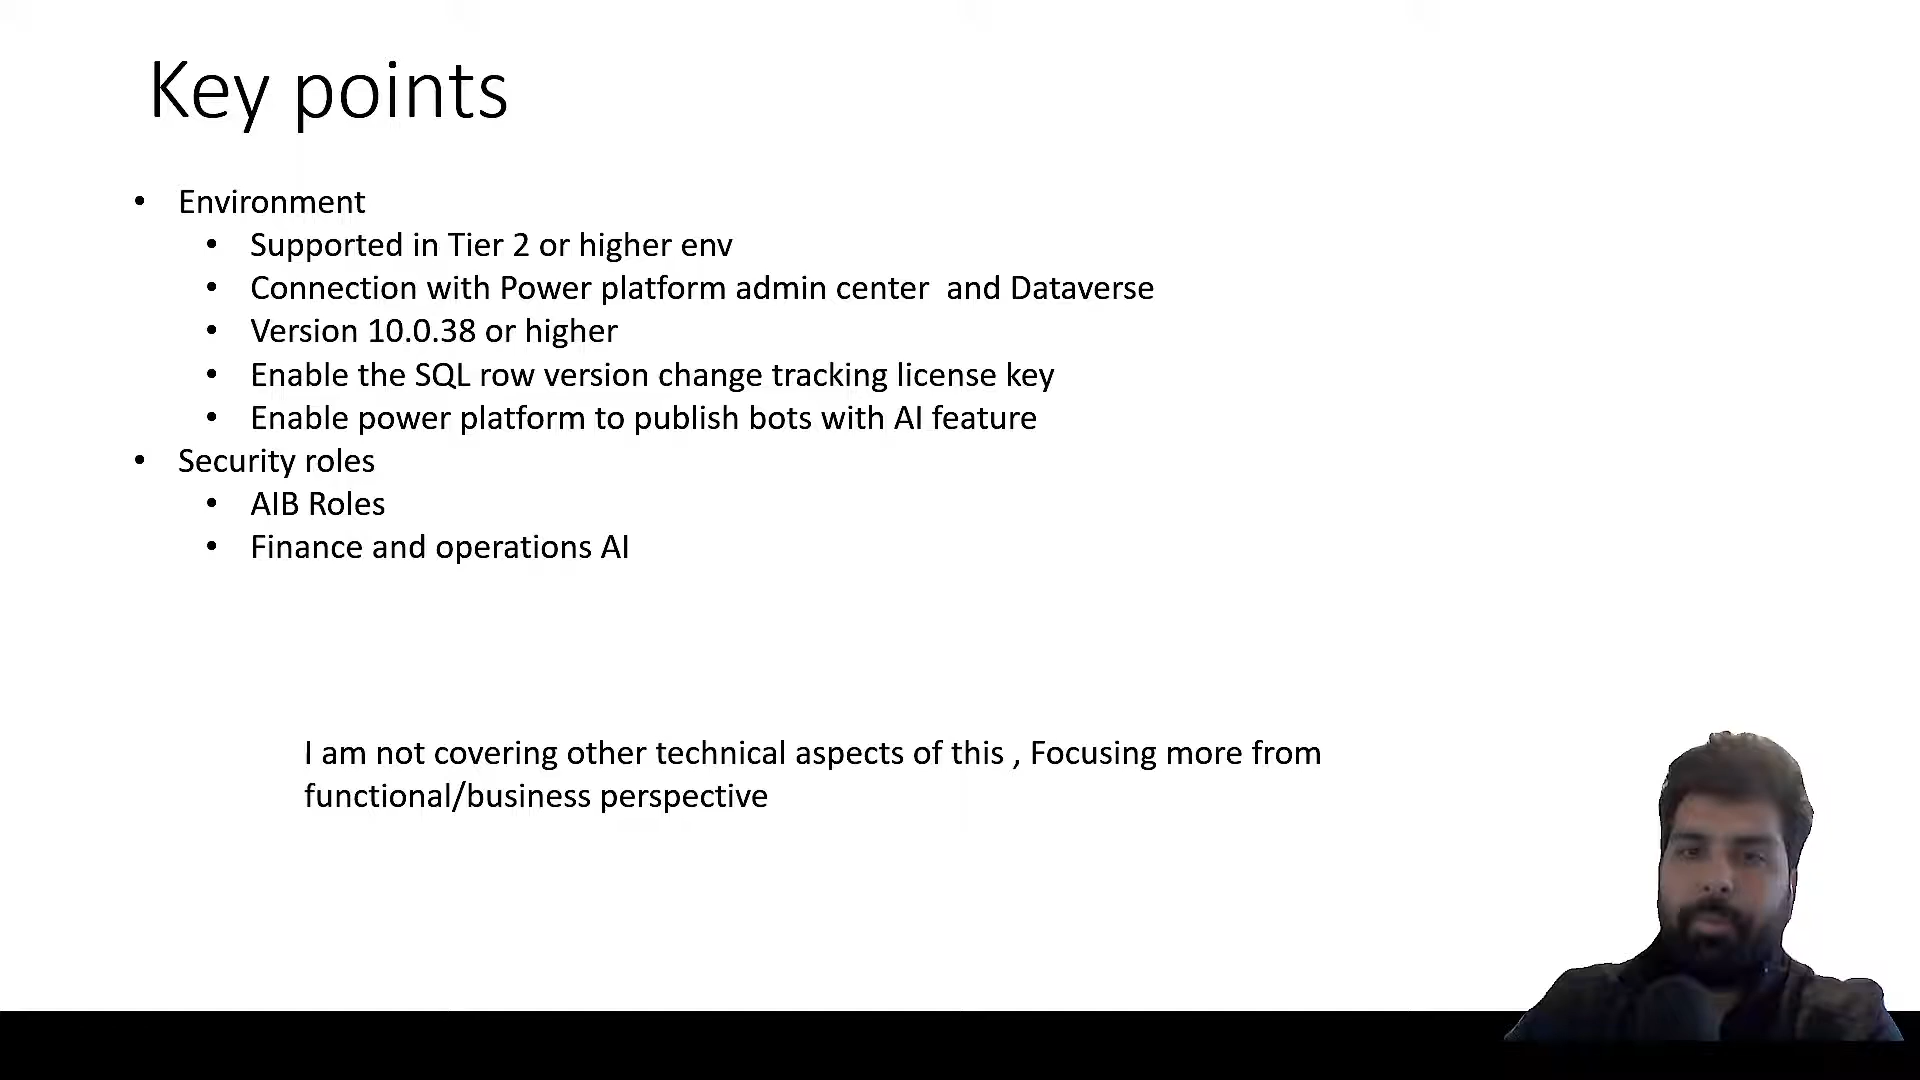 Key points
• Environment
• Supported in Tier 2 or higher env
• Connection with Power platform admin center  and Dataverse
• Version 10.0.38 or higher
• Enable the SQL row version change tracking license key
• Enable power platform to publish bots with AI feature
• Security roles
• AIB Roles
• Finance and operations AI
I am not covering other technical aspects of this , Focusing more from
functional/business perspective